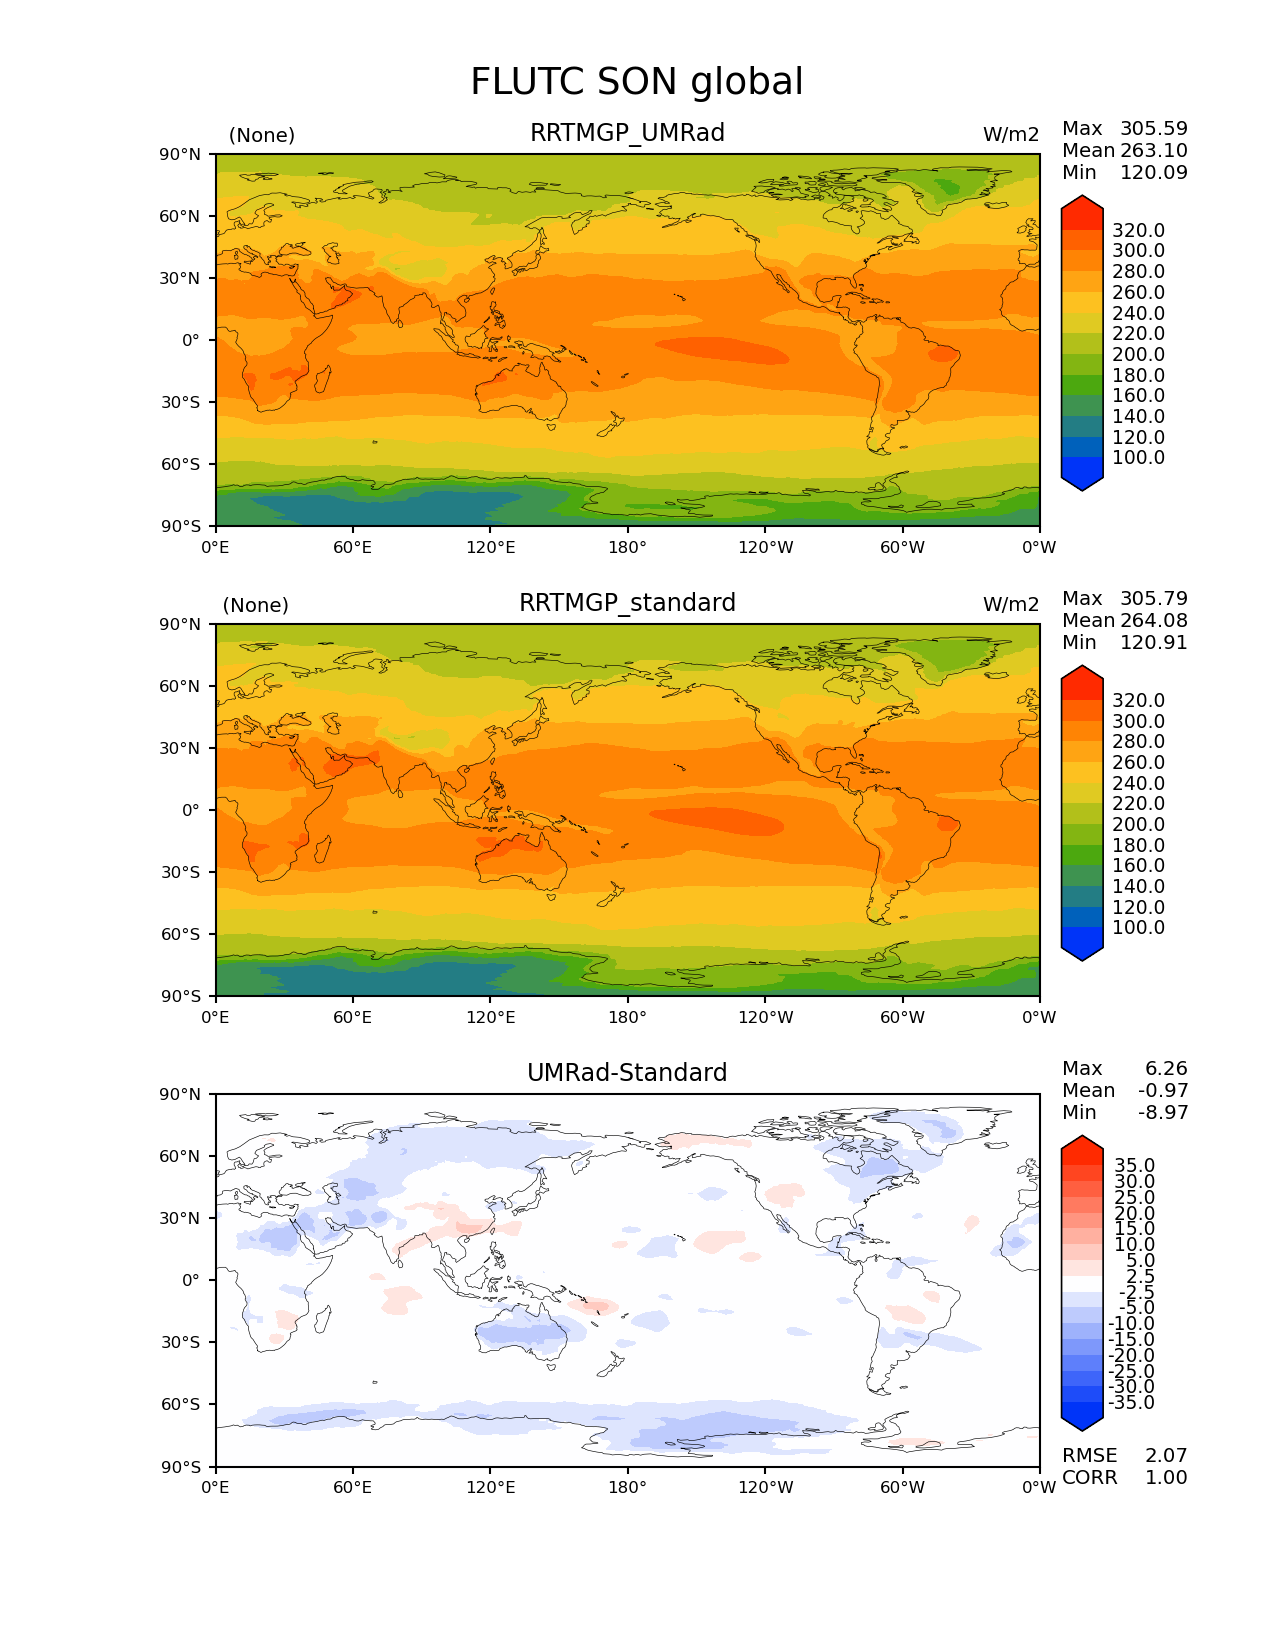 FLUTC SON global
(None) RRTMGP_UMRad W/m2
Max 305.59
Mean 263.10
Min 120.09
90°N
60°N
30°N
0°
30°S
60°S
90°S
0°E 60°E 120°E 180° 120°W 60°W 0°W
320.0
300.0
280.0
260.0
240.0
220.0
200.0
180.0
160.0
140.0
120.0
100.0
(None) RRTMGP_standard W/m2
Max 305.79
Mean 264.08
Min 120.91
90°N
60°N
30°N
0°
30°S
60°S
90°S
0°E 60°E 120°E 180° 120°W 60°W 0°W
320.0
300.0
280.0
260.0
240.0
220.0
200.0
180.0
160.0
140.0
120.0
100.0
UMRad-Standard
Max 6.26
Mean -0.97
Min -8.97
90°N
60°N
30°N
0°
30°S
60°S
90°S
0°E 60°E 120°E 180° 120°W 60°W 0°W
35.0
30.0
25.0
20.0
15.0
10.0
5.0
2.5
-2.5
-5.0
-10.0
-15.0
-20.0
-25.0
-30.0
-35.0
RMSE 2.07
CORR 1.00